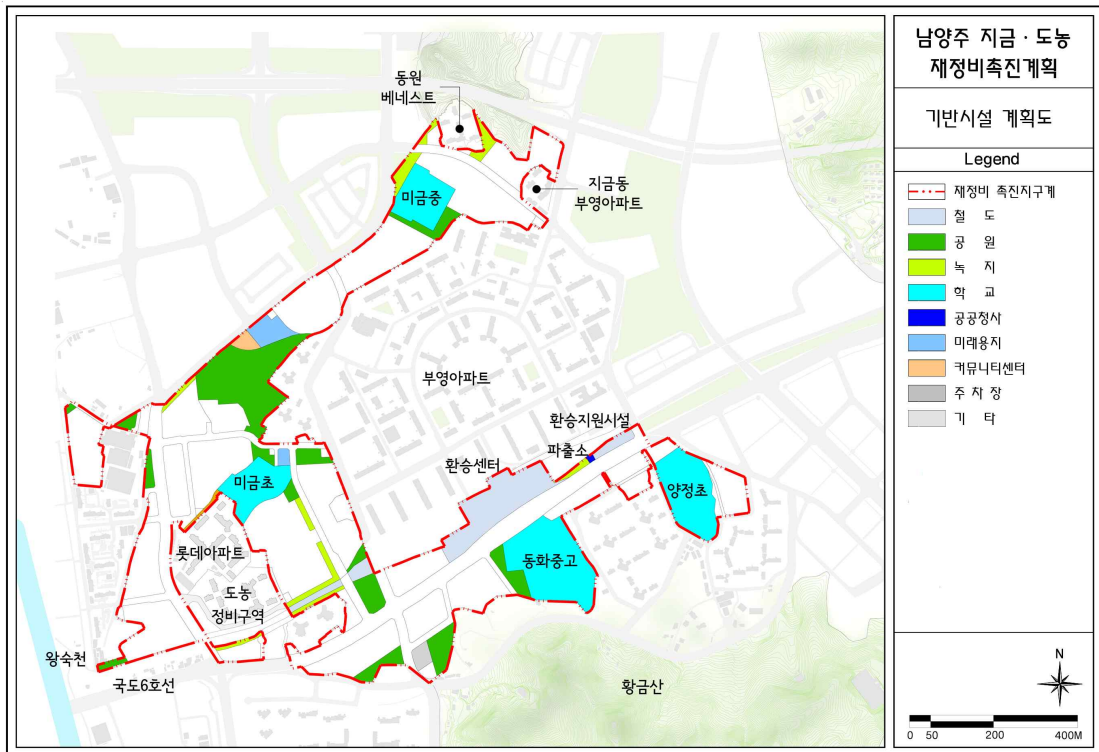 남양주 지금·도농
재정비촉진계획
기반시설 계획도
Legend
재정비 촉진지구계
철 도
공 원
녹 지
학 교
공공청사
미래용지
커뮤니티센터
주 차 장
기 타
N
0 50 200 400M
동원
베네스트
지금동
부영아파트
미금중
부영아파트
환승지원시설
파출소
환승센터
양정초
미금초
동화중고
롯데아파트
도농
정비구역
왕숙천
국도6호선
황금산